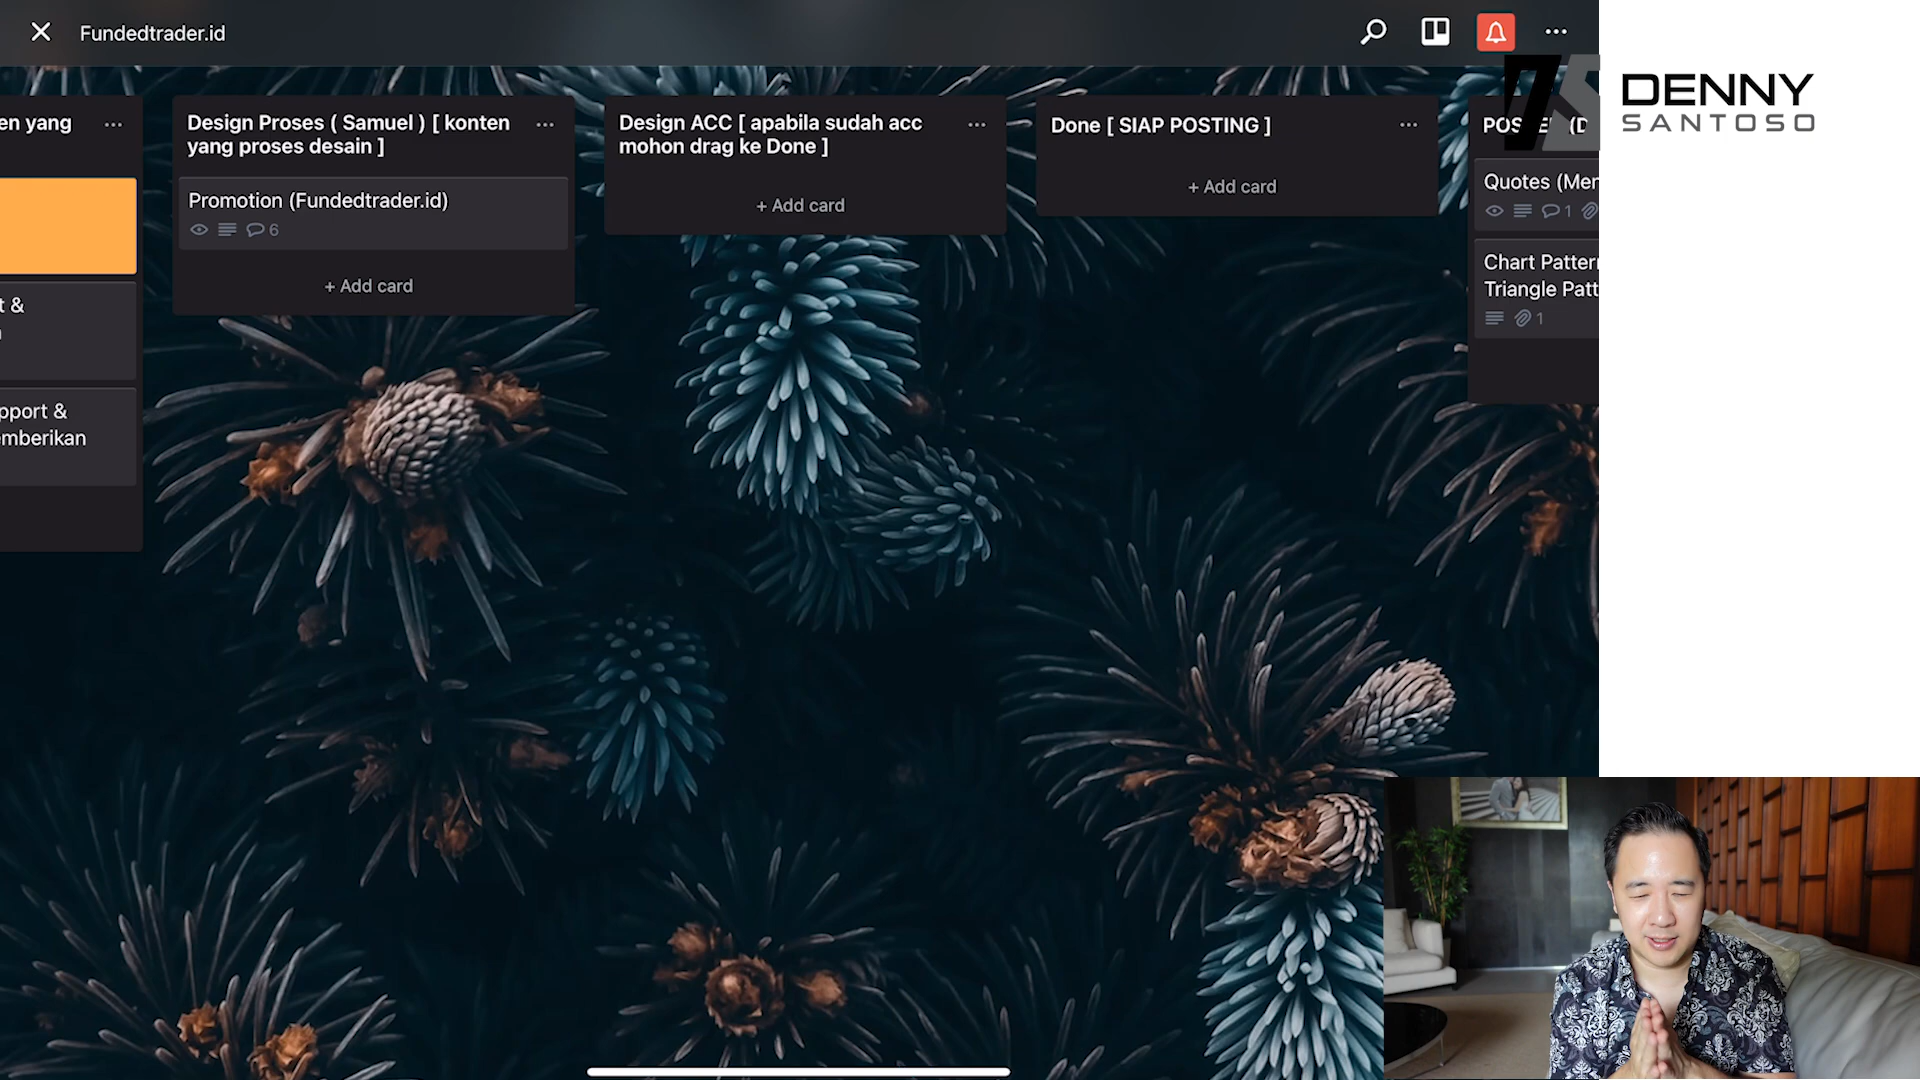 Fundedtrader.id
DENNY
SANTOSO
en yang
t &
pport &
emberikan
Design Proses ( Samuel ) [ konten
yang proses desain ]
Promotion (Fundedtrader.id)
6
+ Add card
Design ACC [ apabila sudah acc
mohon drag ke Done ]
+ Add card
Done [ SIAP POSTING ]
+ Add card
Quotes (Mer
1
Chart Patter
Triangle Patt
1